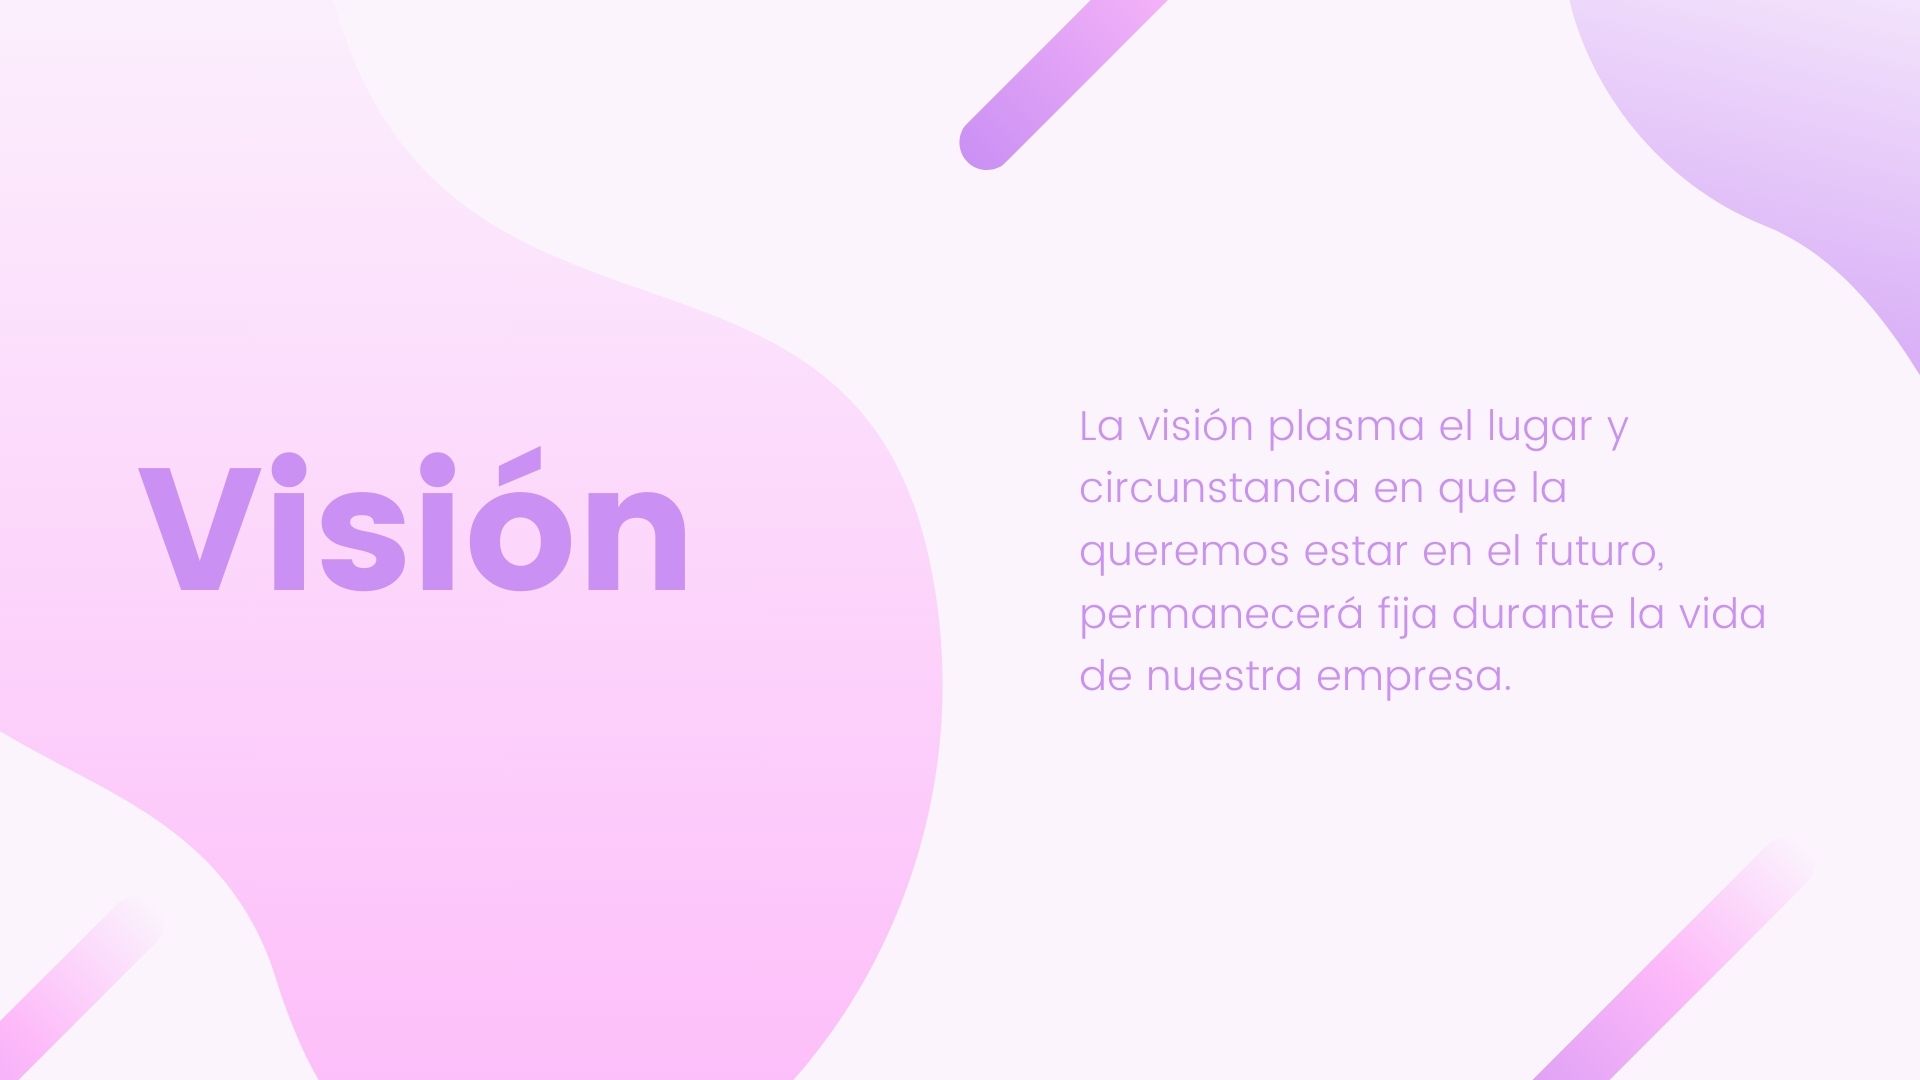 Visión
La visión plasma el lugar y
circunstancia en que la
queremos estar en el futuro,
permanecerá fija durante la vida
de nuestra empresa.